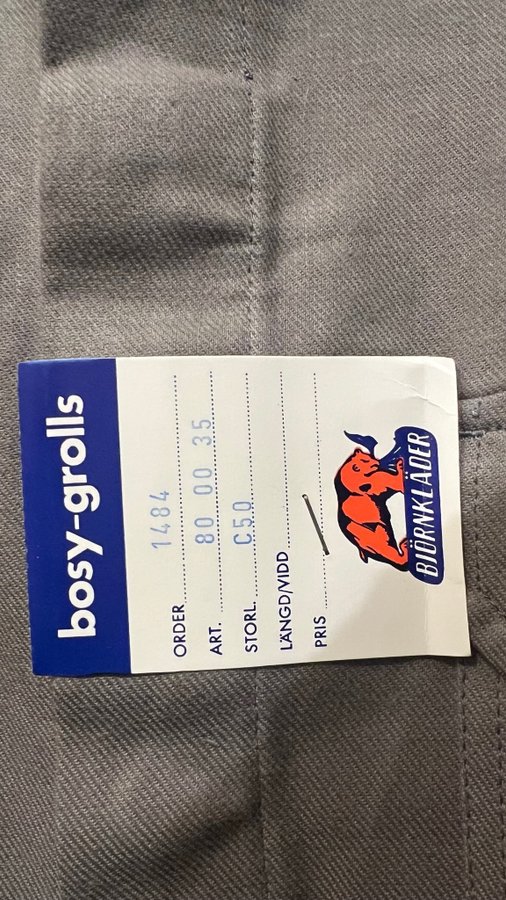 bosy-grolls
ORDER 1484
ART. 80 00 35
STORL. C50
LÄNGD/VIDD
PRIS
BJÖRNKLÄDER